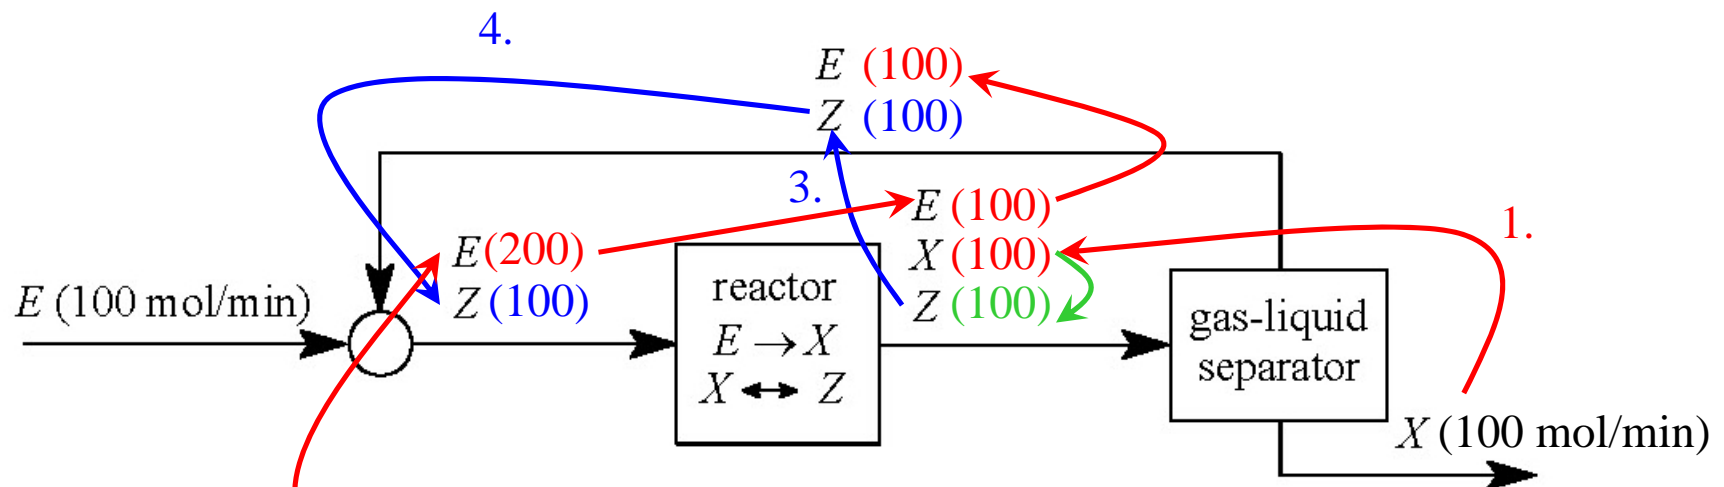 4.
E (100)
Z (100)
3.
E (100)
X (100)
Z (100)
1.
E (200)
Z (100)
E (100 mol/min)
reactor
E → X
X ↔ Z
gas-liquid
separator
X (100 mol/min)